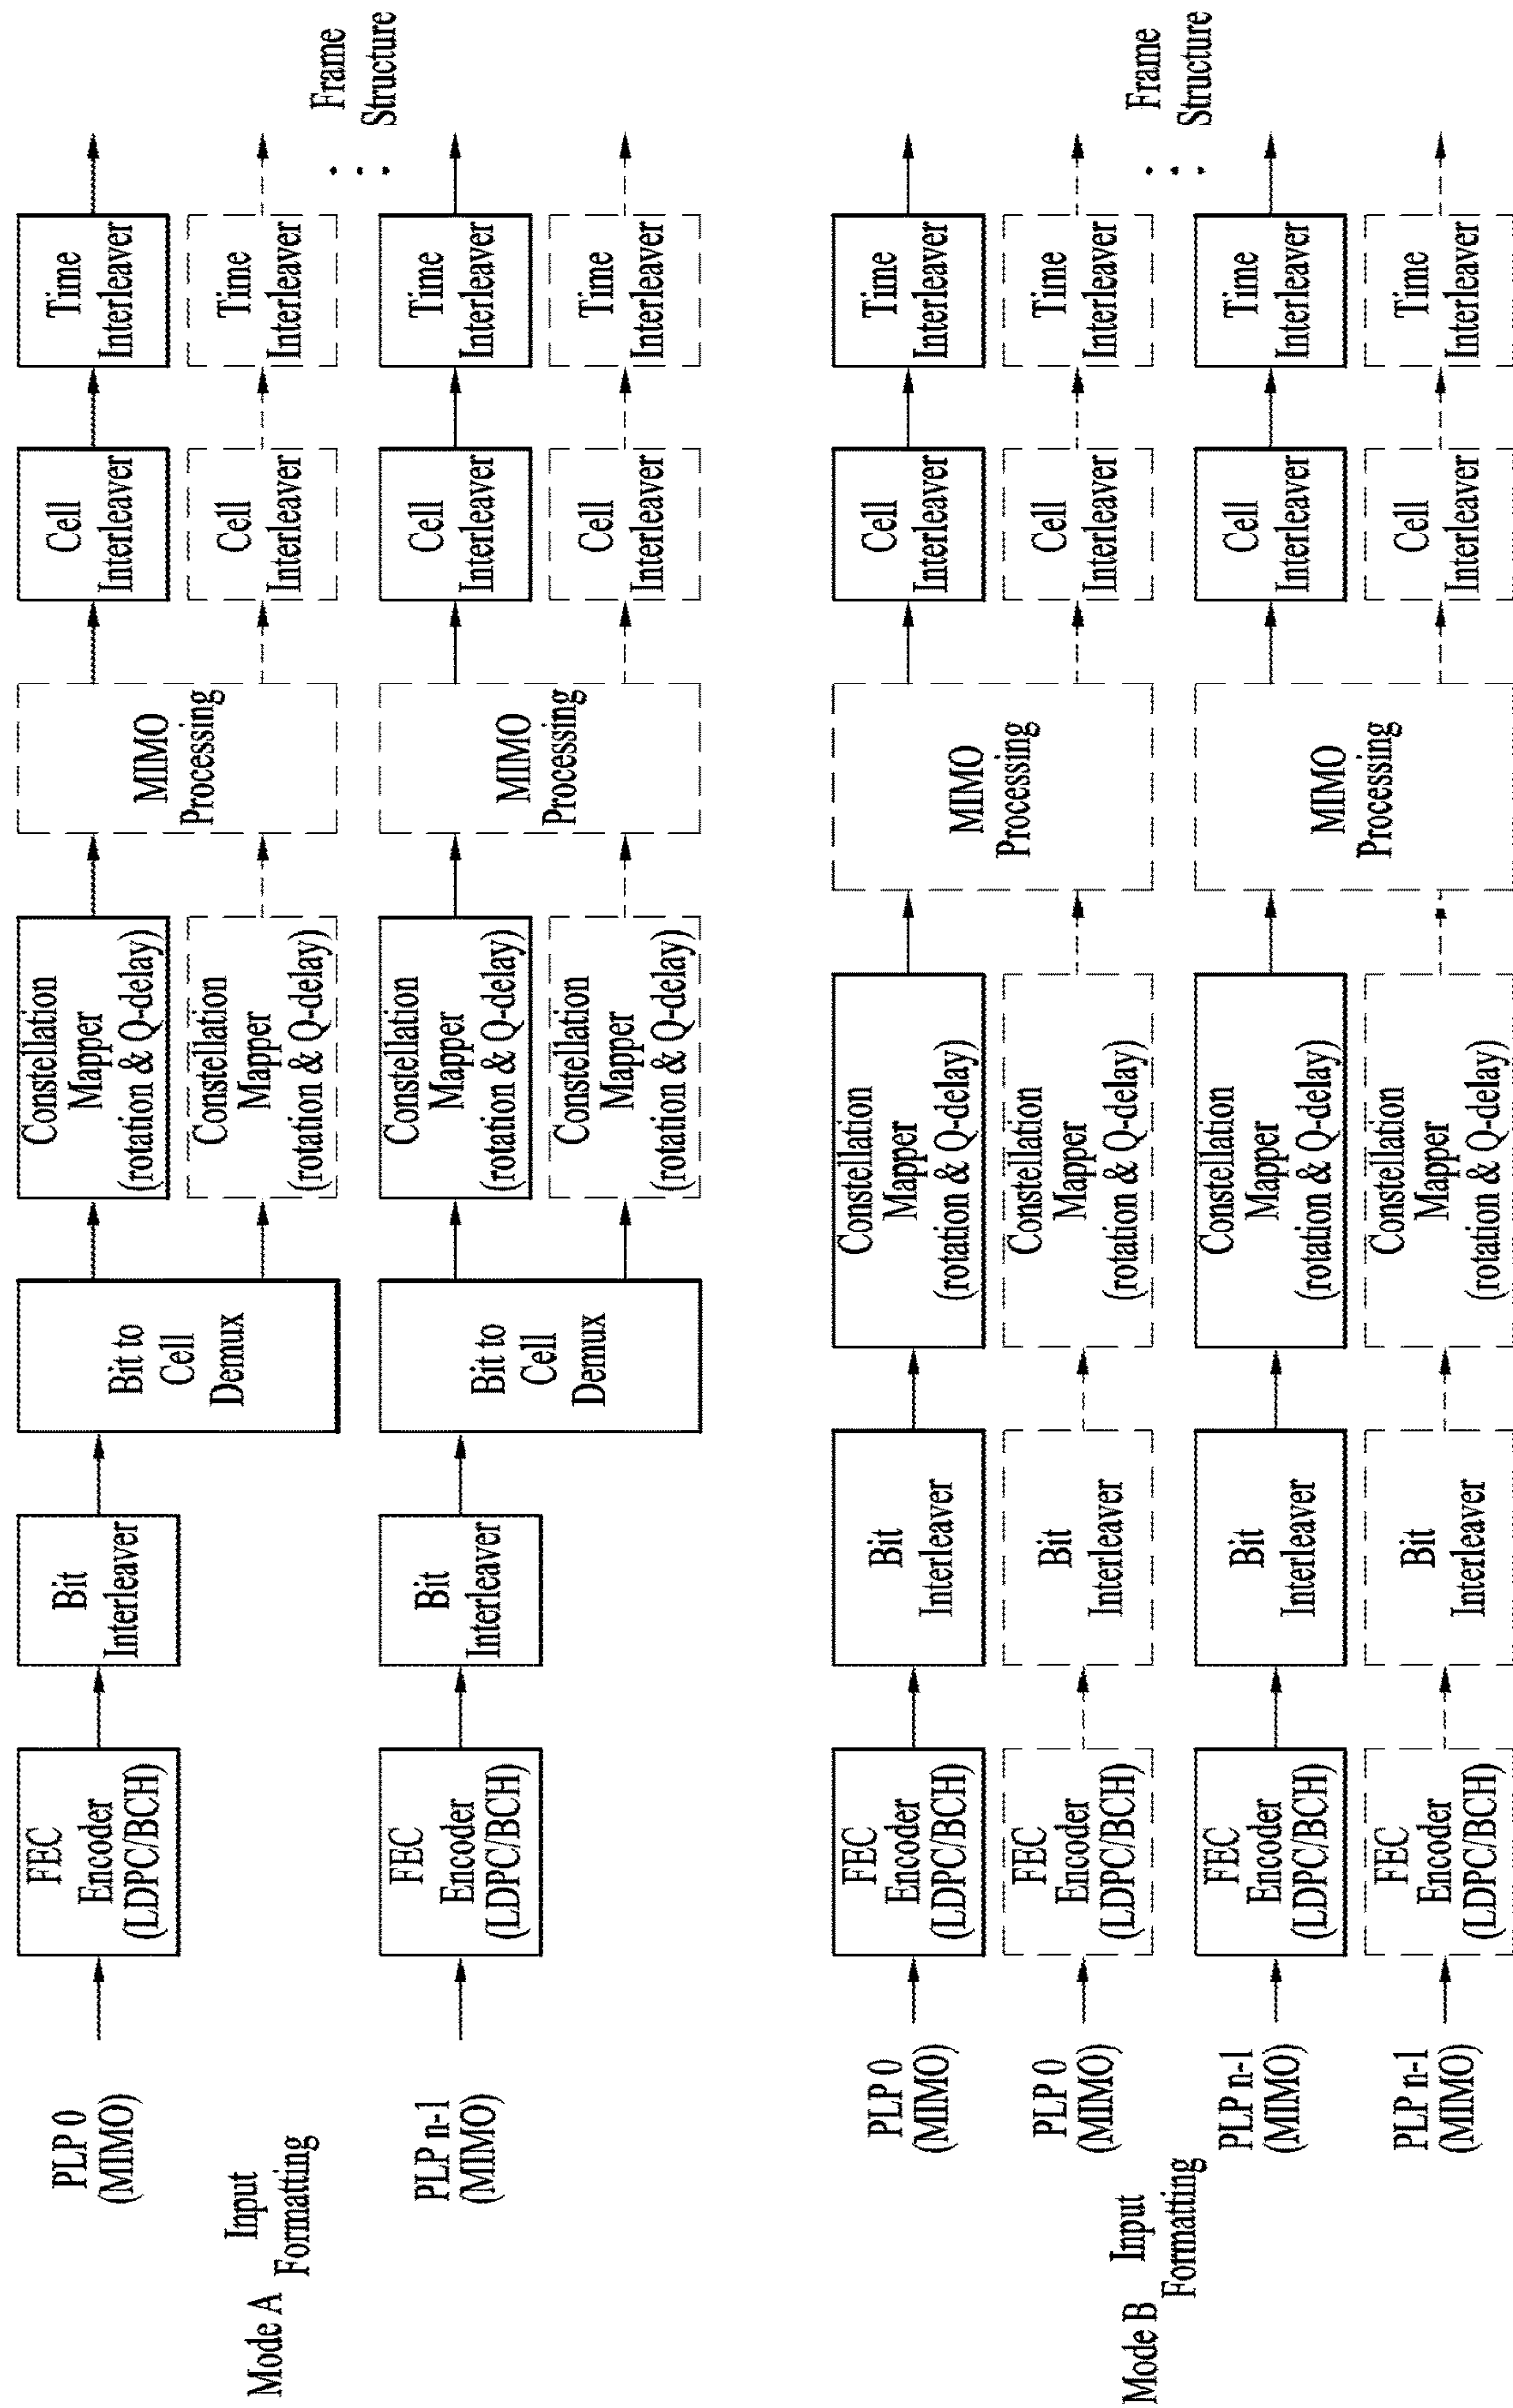 Mode A
Input
Formatting
PLP 0
(MIMO)
FEC
Encoder
(LDPC/BCH)
Bit
Interleaver
Bit to
Cell
Demux
Constellation
Mapper
(rotation & Q-delay)
Constellation
Mapper
(rotation & Q-delay)
MIMO
Processing
Cell
Interleaver
Cell
Interleaver
Time
Interleaver
Time
Interleaver
PLP n-1
(MIMO)
FEC
Encoder
(LDPC/BCH)
Bit
Interleaver
Bit to
Cell
Demux
Constellation
Mapper
(rotation & Q-delay)
Constellation
Mapper
(rotation & Q-delay)
MIMO
Processing
Cell
Interleaver
Cell
Interleaver
Time
Interleaver
Time
Interleaver
Frame
Structure
Mode B
Input
Formatting
PLP 0
(MIMO)
FEC
Encoder
(LDPC/BCH)
Bit
Interleaver
Constellation
Mapper
(rotation & Q-delay)
PLP 0
(MIMO)
FEC
Encoder
(LDPC/BCH)
Bit
Interleaver
Constellation
Mapper
(rotation & Q-delay)
MIMO
Processing
Cell
Interleaver
Cell
Interleaver
Time
Interleaver
Time
Interleaver
PLP n-1
(MIMO)
FEC
Encoder
(LDPC/BCH)
Bit
Interleaver
Constellation
Mapper
(rotation & Q-delay)
PLP n-1
(MIMO)
FEC
Encoder
(LDPC/BCH)
Bit
Interleaver
Constellation
Mapper
(rotation & Q-delay)
MIMO
Processing
Cell
Interleaver
Cell
Interleaver
Time
Interleaver
Time
Interleaver
Frame
Structure